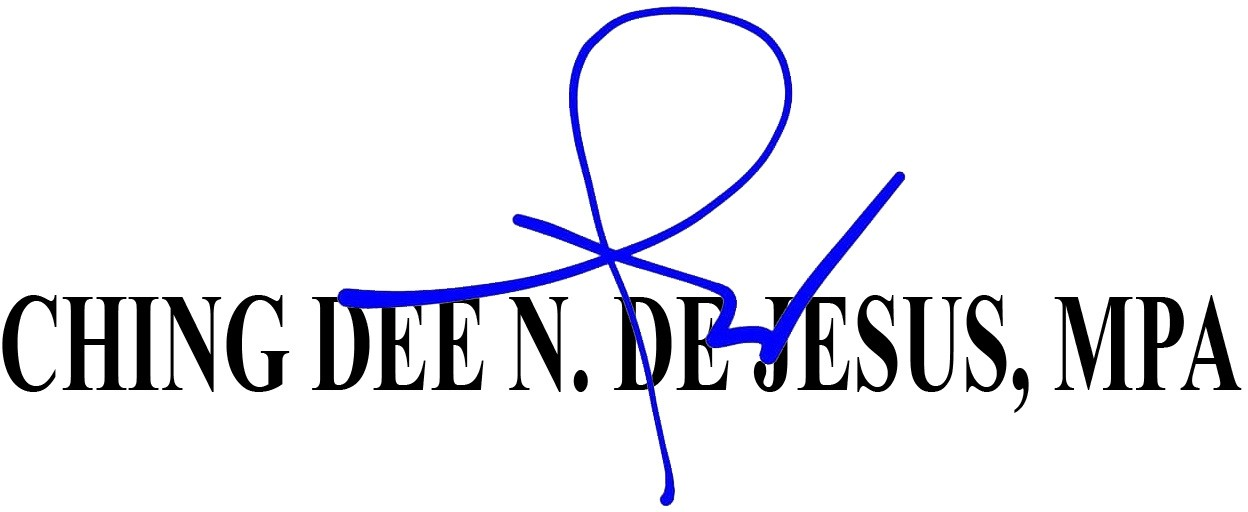 CHING DEE N. DE JESUS, MPA